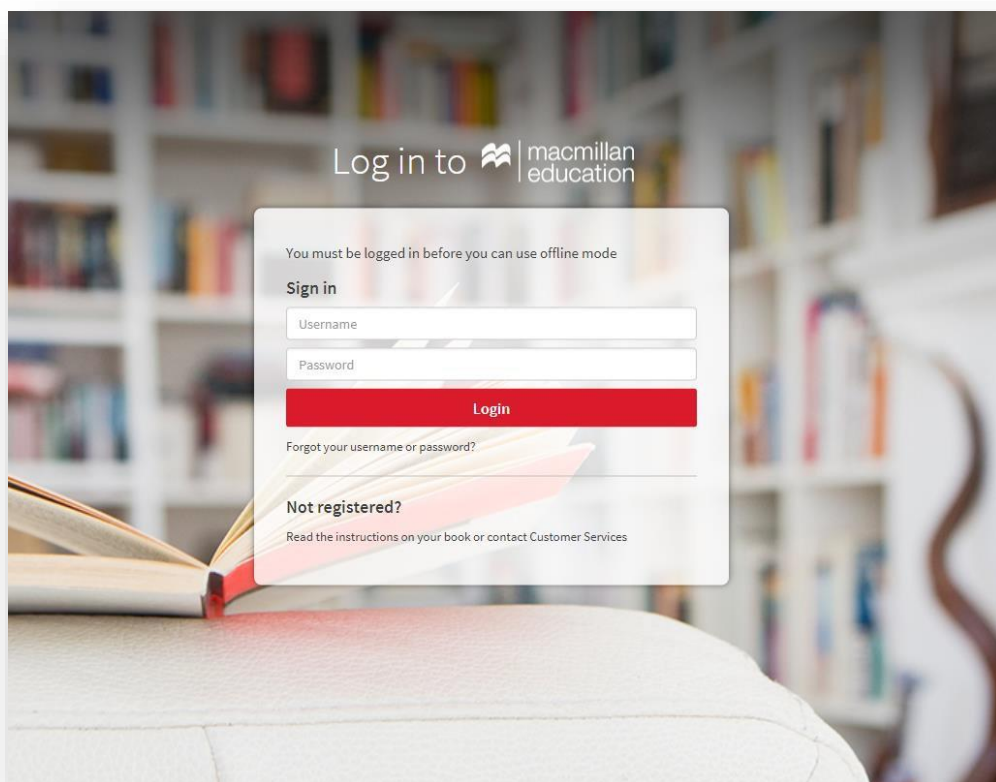 Log in to macmillan education
You must be logged in before you can use offline mode
Sign in
Username
Password
Login
Forgot your username or password?
Not registered?
Read the instructions on your book or contact Customer Services